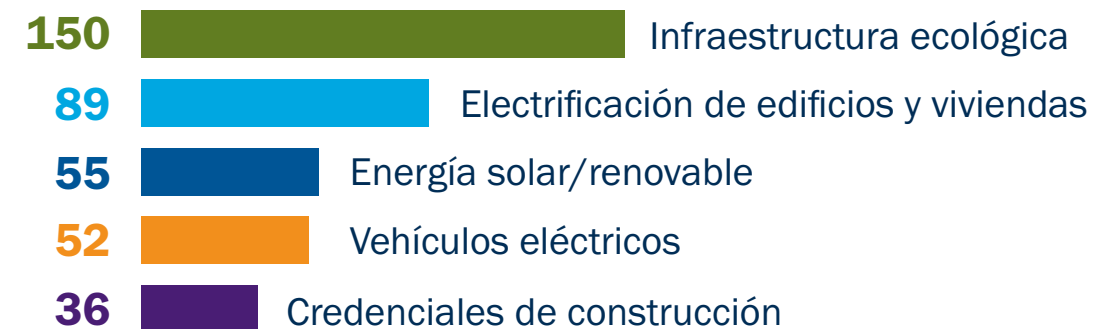 150 Infraestructura ecológica
89 Electrificación de edificios y viviendas
55 Energía solar/renovable
52 Vehículos eléctricos
36 Credenciales de construcción